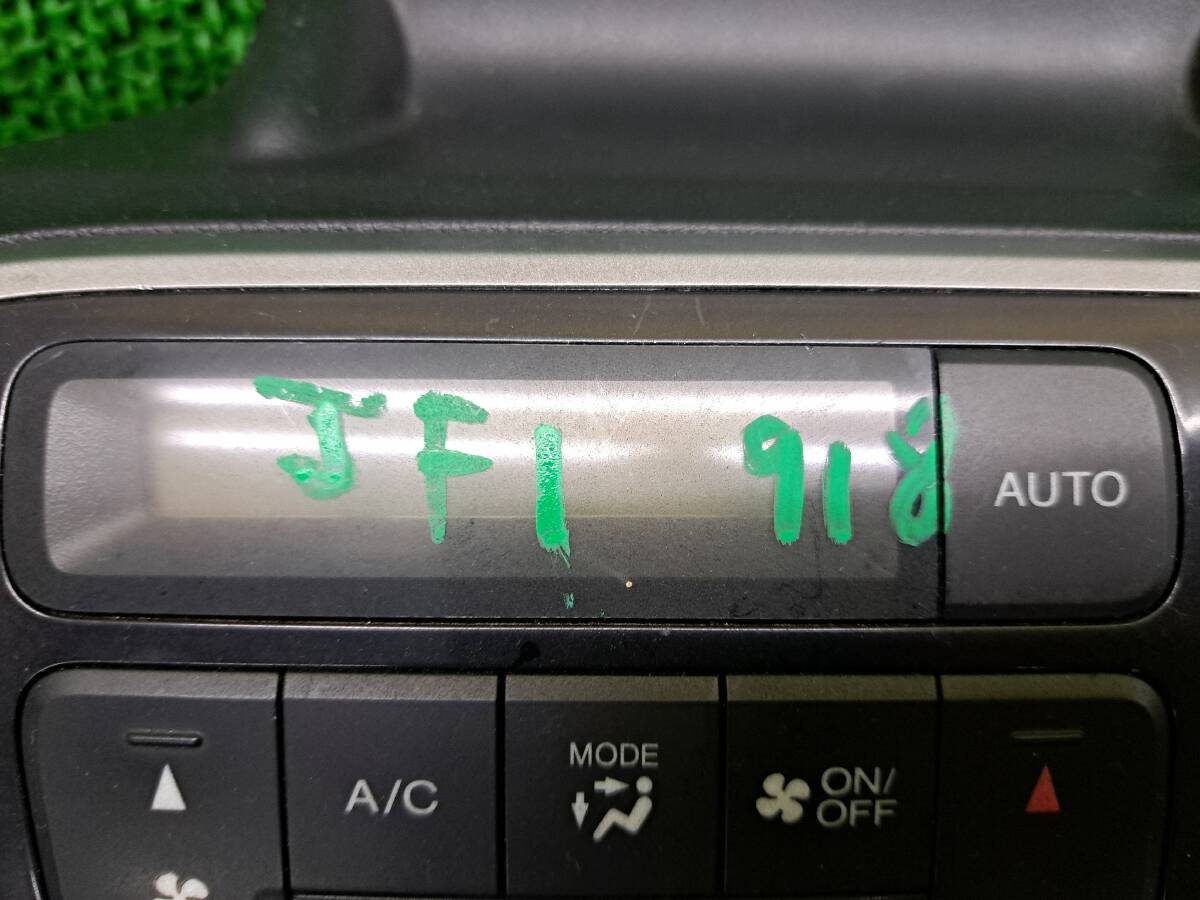 JF1 918
AUTO
A/C
MODE
ON/
OFF